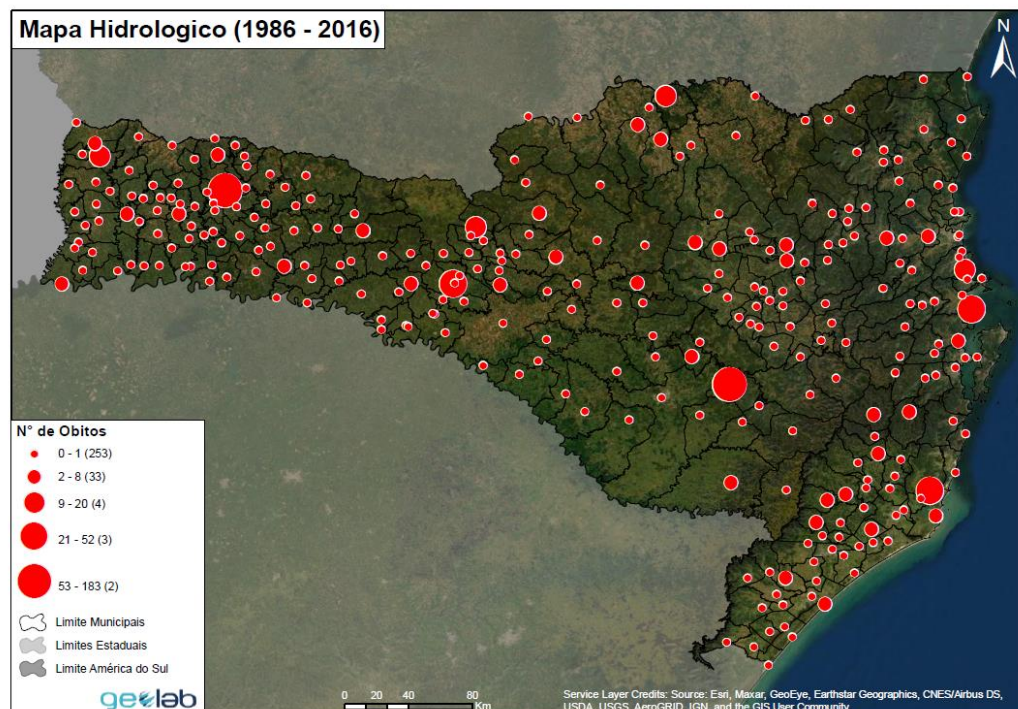 Mapa Hidrologico (1986 - 2016)
N
N° de Obitos
0 - 1 (253)
2 - 8 (33)
9 - 20 (4)
21 - 52 (3)
53 - 183 (2)
Limite Municipais
Limites Estaduais
Limite América do Sul
geolab
0 20 40 80
Km
Service Layer Credits: Source: Esri, Maxar, GeoEye, Earthstar Geographics, CNES/Airbus DS,
USDA, USGS, AeroGRID, IGN, and the GIS User Community